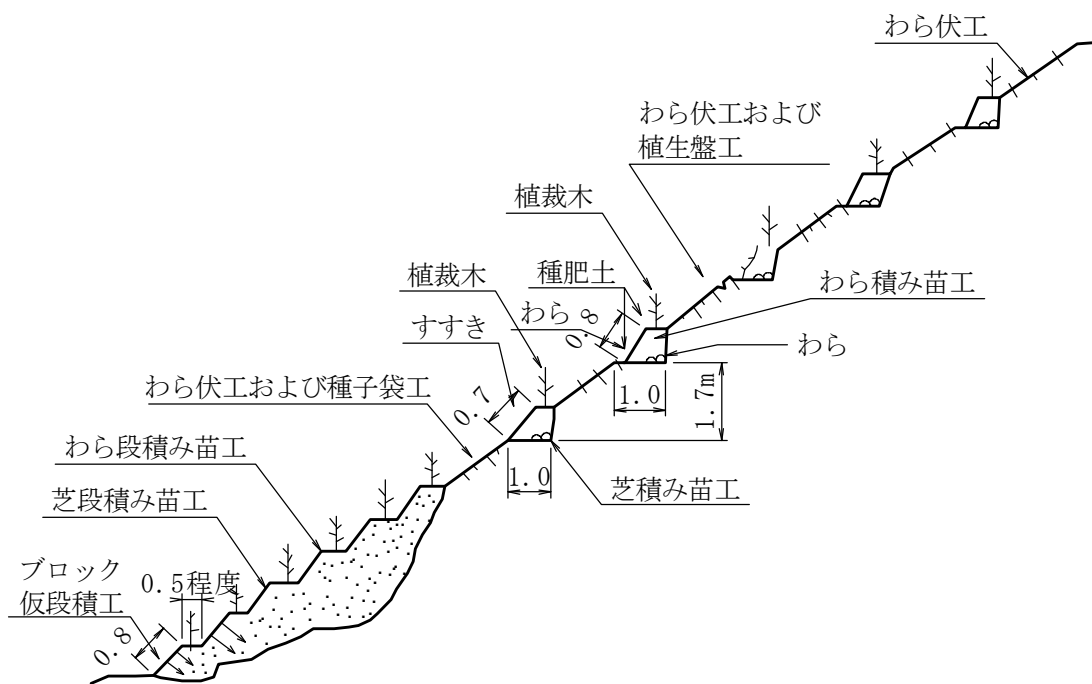 わら伏工
わら伏工および
植生盤工
植裁木
種肥土
植裁木
わら積み苗工
わら
0.8
すすき
わら
1.0
1.7m
わら伏工および種子袋工
0.7
わら段積み苗工
1.0
芝積み苗工
芝段積み苗工
ブロック
仮段積工
0.5程度
0.8